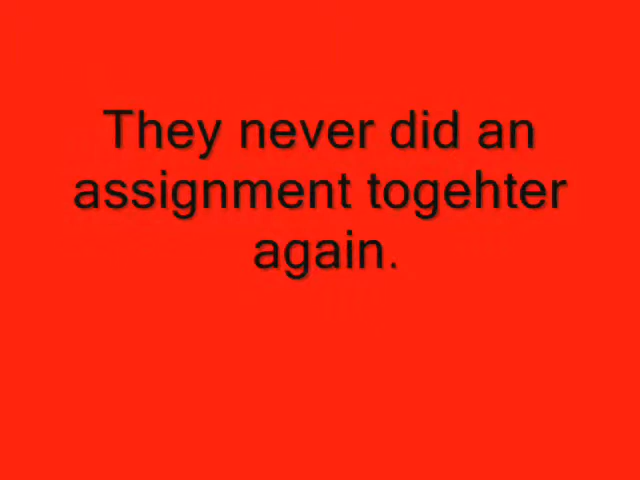 They never did an
assignment togehter
again.